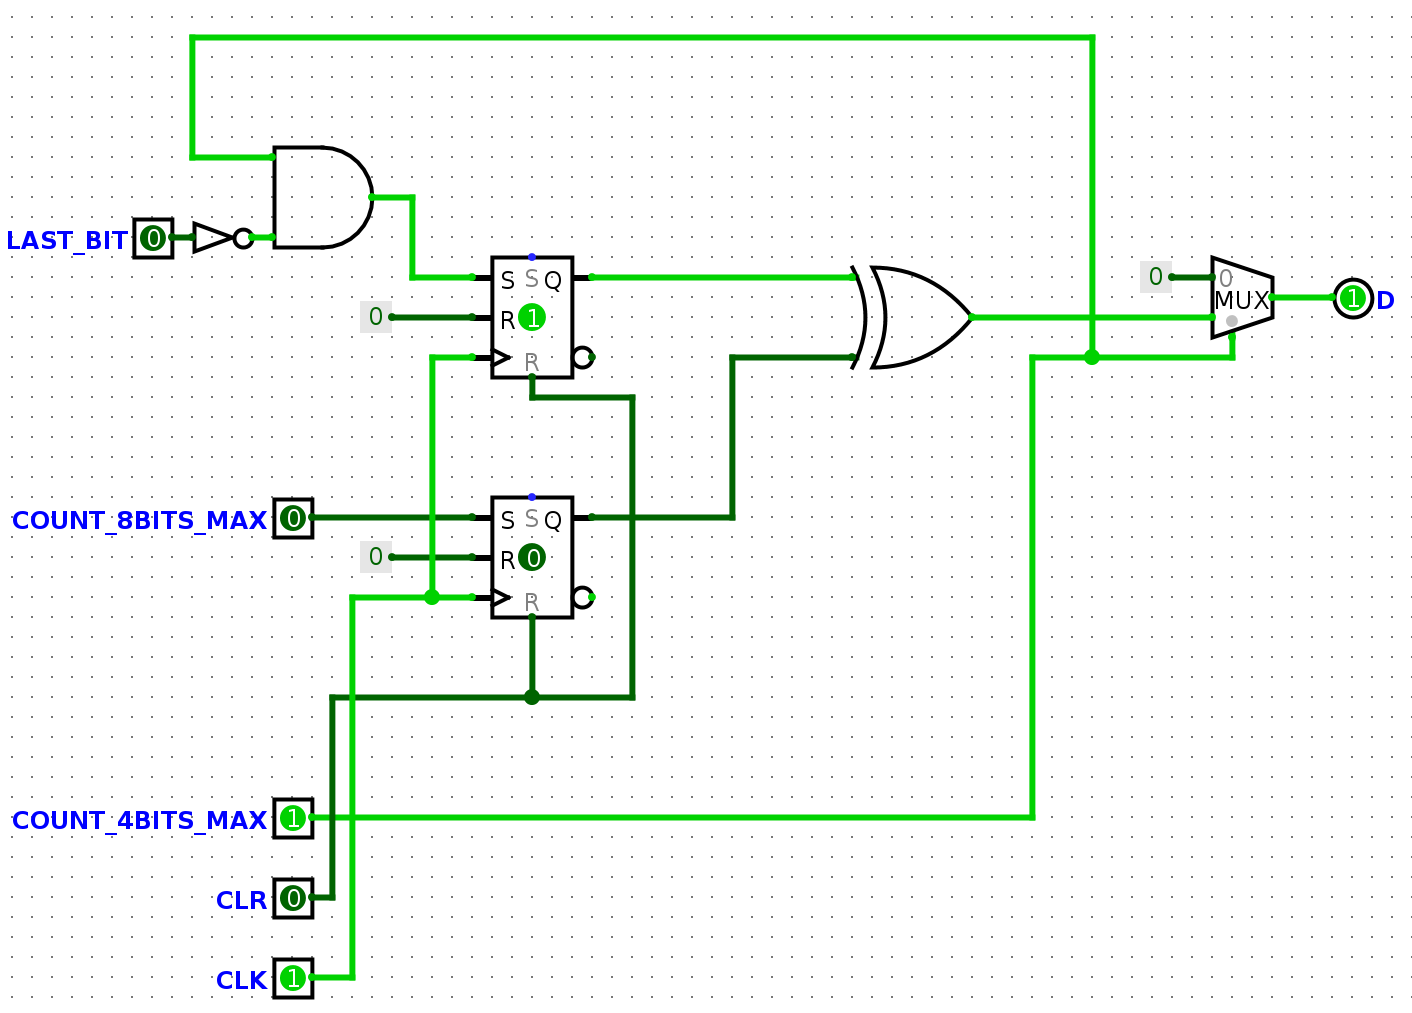 LAST_BIT 0
S S Q
0 R 1
R
0
0
MUX
1 D
COUNT_8BITS_MAX 0
S S Q
0 R 0
R
COUNT_4BITS_MAX 1
CLR 0
CLK 1